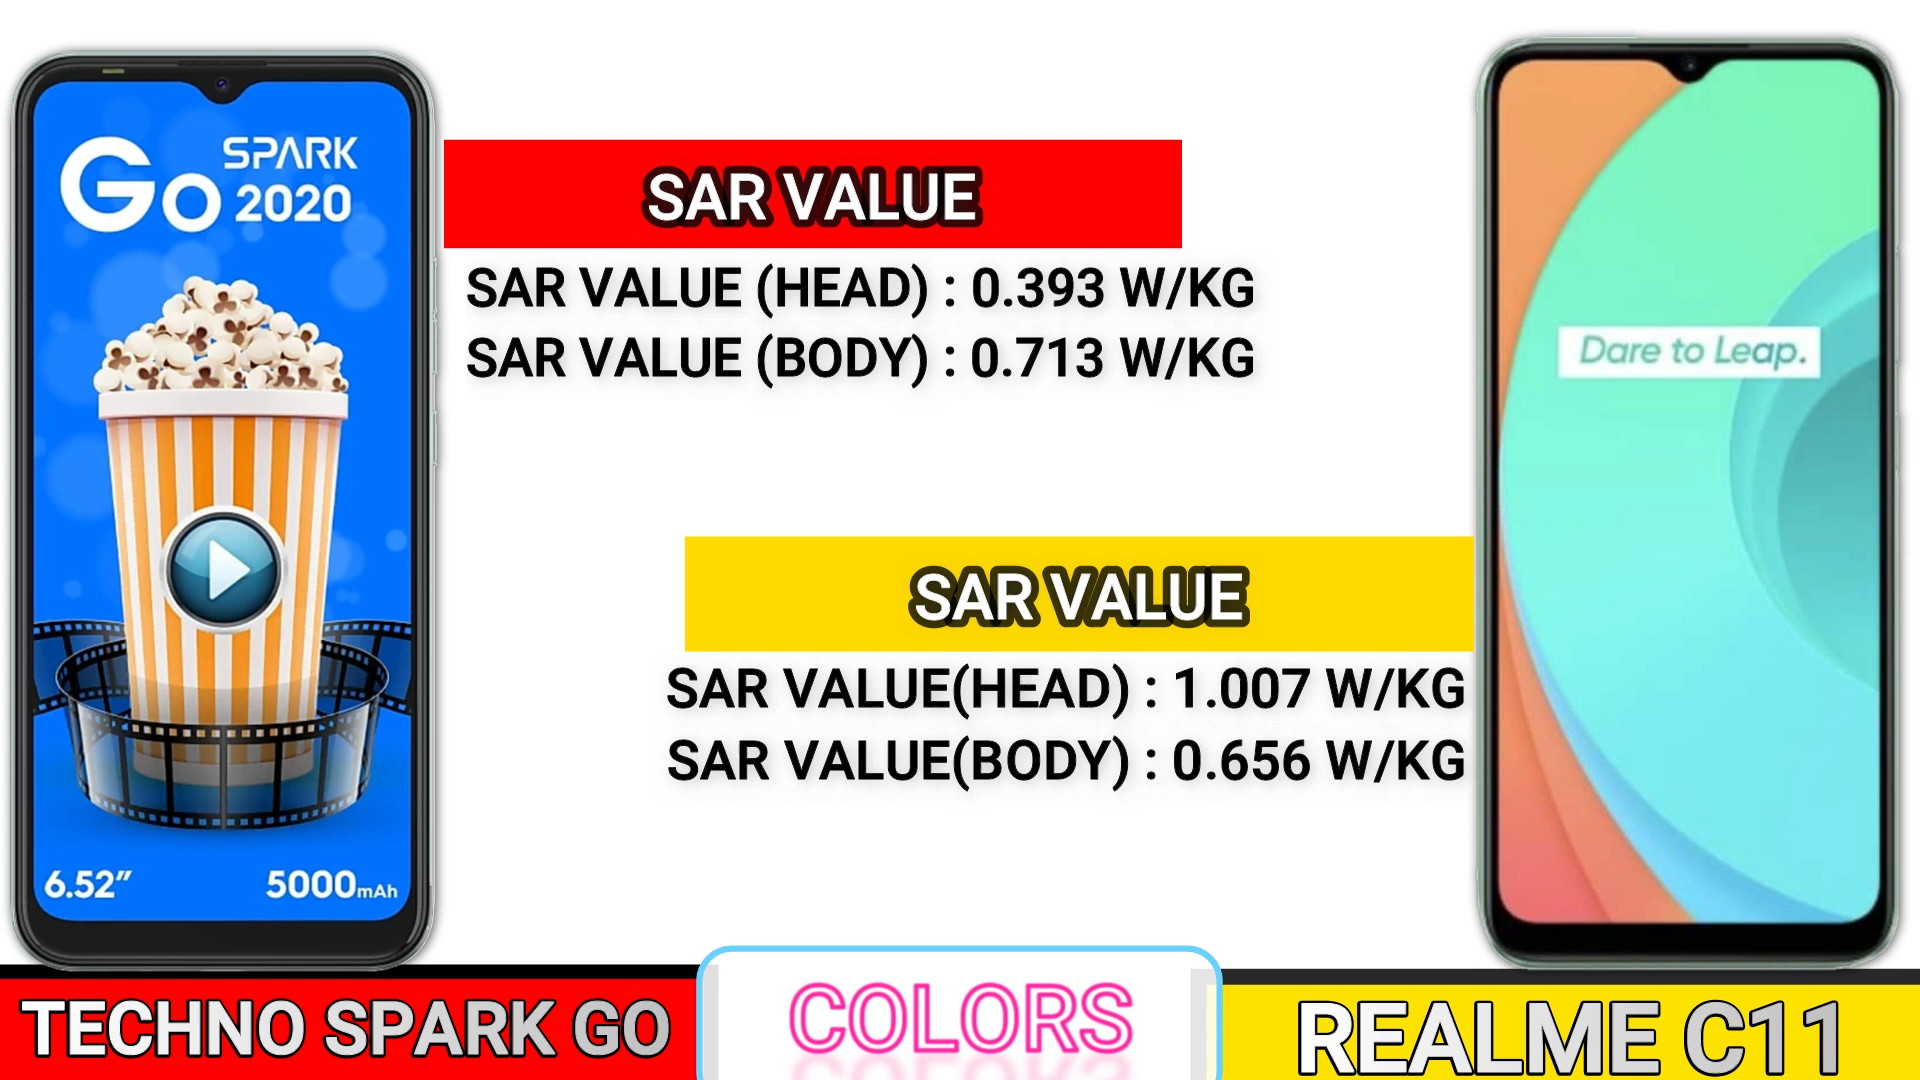 Go SPARK
2020
6.52”
5000mAh
SAR VALUE
SAR VALUE (HEAD) : 0.393 W/KG
SAR VALUE (BODY) : 0.713 W/KG
SAR VALUE
SAR VALUE(HEAD) : 1.007 W/KG
SAR VALUE(BODY) : 0.656 W/KG
Dare to Leap.
TECHNO SPARK GO
COLORS
REALME C11